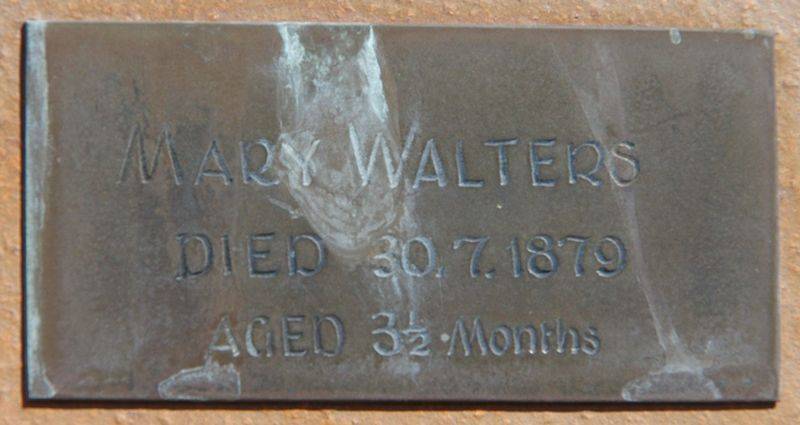 MARY WALTERS
DIED 30.7.1879
AGED 3½ Months